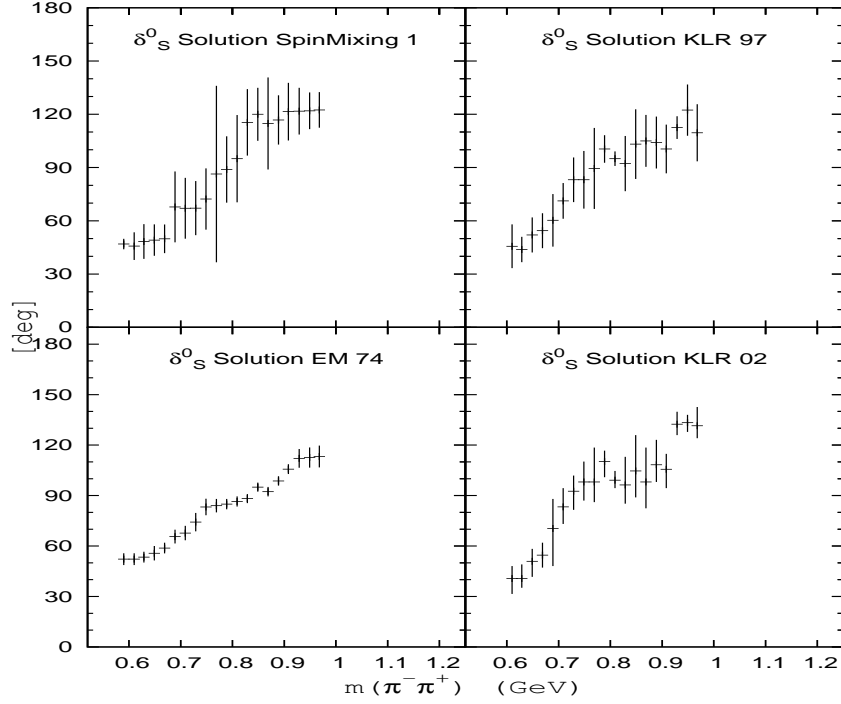 180
150
120
90
60
30
0
δ⁰S Solution SpinMixing 1
δ⁰S Solution KLR 97
[deg]
180
150
120
90
60
30
0
δ⁰S Solution EM 74
δ⁰S Solution KLR 02
0.6 0.7 0.8 0.9 1 1.1 1.2
0.6 0.7 0.8 0.9 1 1.1 1.2
m(π⁻π⁺) (GeV)